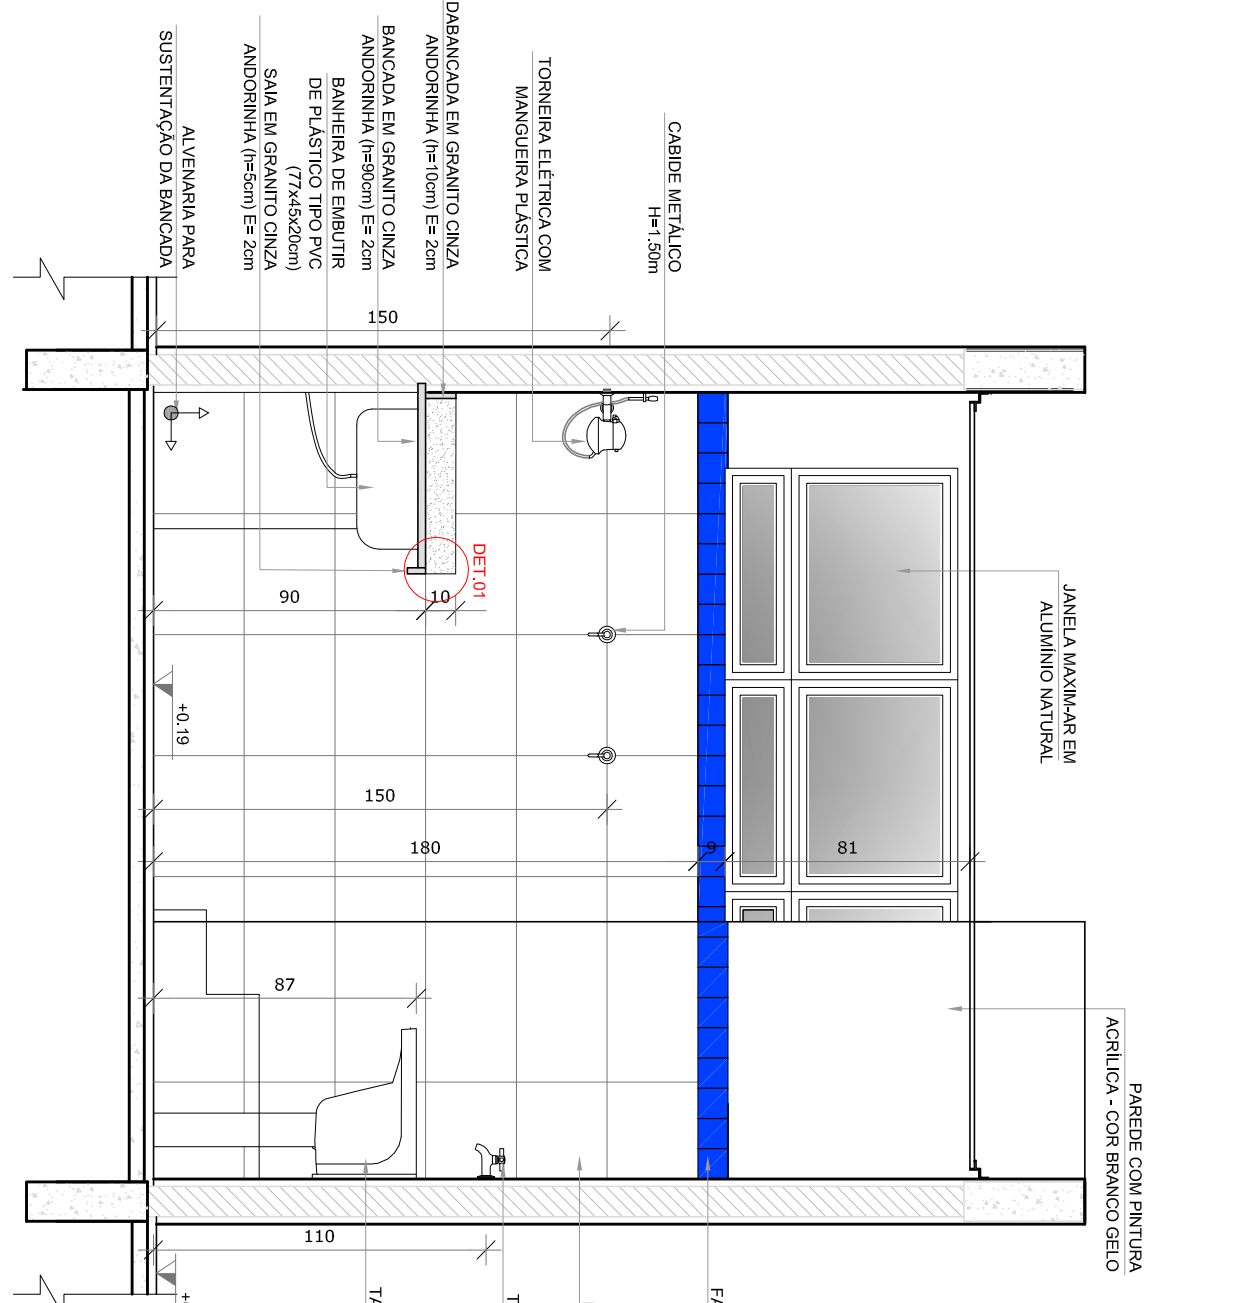 PAREDE COM PINTURA
ACRÍLICA - COR BRANCO GELO
JANELA MAXIM-AR EM
ALUMÍNIO NATURAL
CABIDE METÁLICO
H=1.50m
TORNEIRA ELÉTRICA COM
MANGUEIRA PLÁSTICA
DABANCADA EM GRANITO CINZA
ANDORINHA (h=10cm) E= 2cm
BANCADA EM GRANITO CINZA
ANDORINHA (h=90cm) E= 2cm
BANHEIRA DE EMBUTIR
DE PLÁSTICO TIPO PVC
(77x45x20cm)
SAIA EM GRANITO CINZA
ANDORINHA (h=5cm) E= 2cm
ALVENARIA PARA
SUSTENTAÇÃO DA BANCADA
150
DET.01
90
10
+0.19
150
180
9
81
87
110
FA
TA